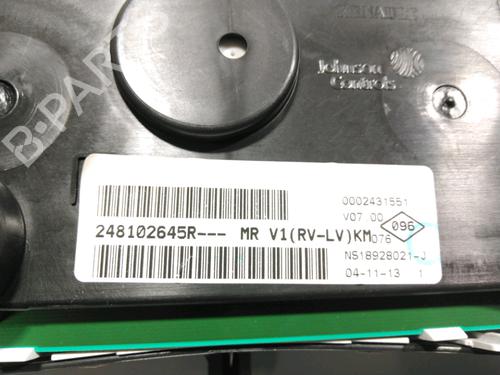 RENAULT
Johnson
Controls
B-PARTS
0002431551
V07.00
096
248102645R--- MR V1(RV-LV)KM
076
NS18928021-J
04-11-13 1